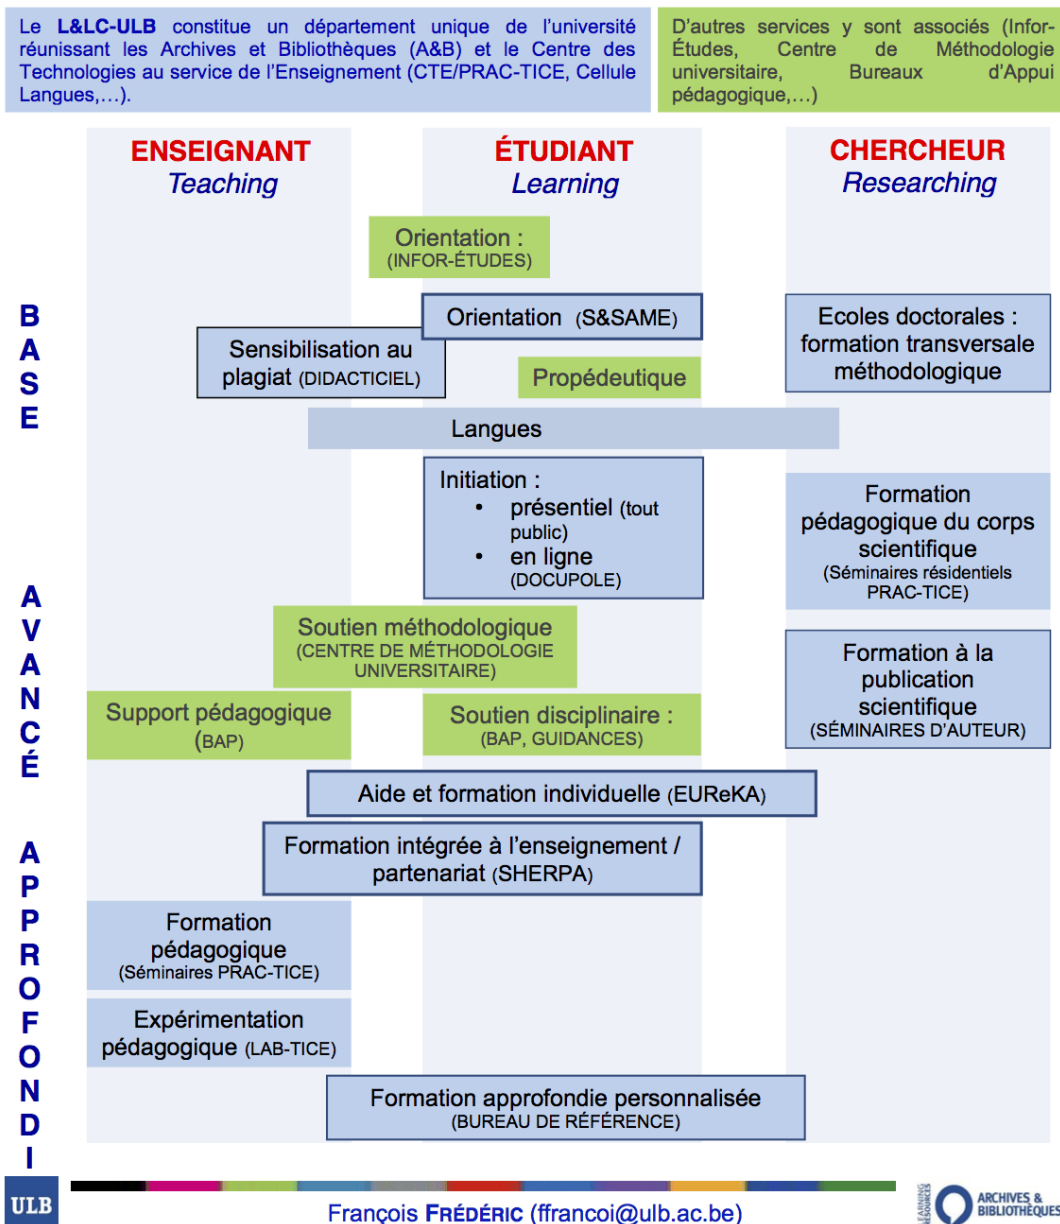 Le L&LC-ULB constitue un département unique de l'université
réunissant les Archives et Bibliothèques (A&B) et le Centre des
Technologies au service de l'Enseignement (CTE/PRAC-TICE, Cellule
Langues,…).
D'autres services y sont associés (Infor-
Études, Centre de Méthodologie
universitaire, Bureaux d'Appui
pédagogique,…)
ENSEIGNANT
Teaching
ÉTUDIANT
Learning
CHERCHEUR
Researching
BASE
Orientation :
(INFOR-ÉTUDES)
Orientation (S&SAME)
Ecoles doctorales :
formation transversale
méthodologique
Sensibilisation au
plagiat (DIDACTICIEL)
Propédeutique
Langues
Initiation :
• présentiel (tout
public)
• en ligne
(DOCUPOLE)
Formation
pédagogique du corps
scientifique
(Séminaires résidentiels
PRAC-TICE)
AVANCÉ
Soutien méthodologique
(CENTRE DE MÉTHODOLOGIE
UNIVERSITAIRE)
Formation à la
publication
scientifique
(SÉMINAIRES D'AUTEUR)
Support pédagogique
(BAP)
Soutien disciplinaire :
(BAP, GUIDANCES)
Aide et formation individuelle (EUReKA)
APPROFONDI
Formation intégrée à l'enseignement /
partenariat (SHERPA)
Formation
pédagogique
(Séminaires PRAC-TICE)
Expérimentation
pédagogique (LAB-TICE)
Formation approfondie personnalisée
(BUREAU DE RÉFÉRENCE)
ULB
François FRÉDÉRIC (ffrancoi@ulb.ac.be)
LEARNING
RESOURCES
ARCHIVES &
BIBLIOTHÈQUES